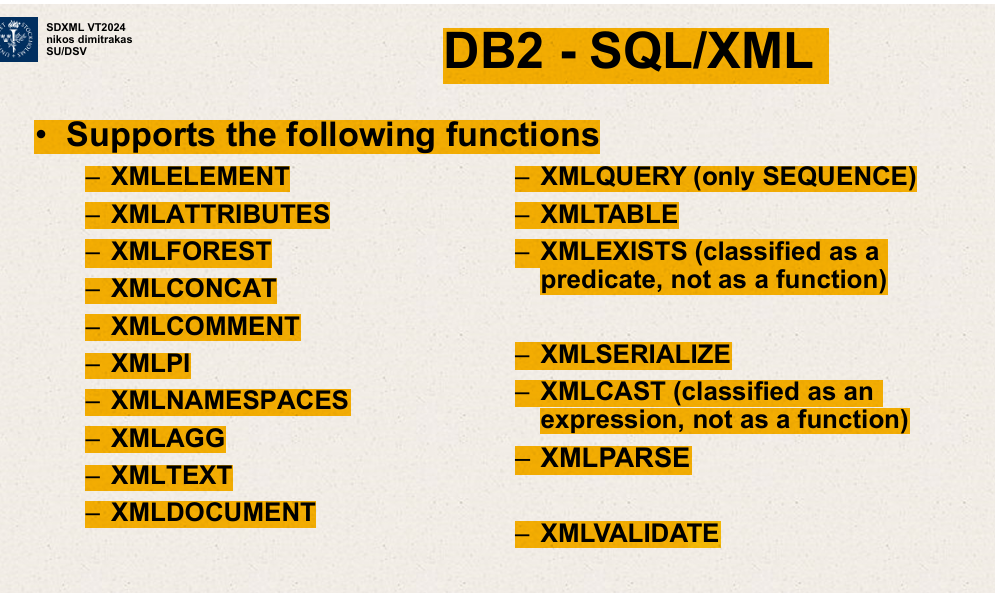 SDXML VT2024
nikos dimitrakas
SU/DSV
DB2 - SQL/XML
• Supports the following functions
– XMLELEMENT
– XMLATTRIBUTES
– XMLFOREST
– XMLCONCAT
– XMLCOMMENT
– XMLPI
– XMLNAMESPACES
– XMLAGG
– XMLTEXT
– XMLDOCUMENT
– XMLQUERY (only SEQUENCE)
– XMLTABLE
– XMLEXISTS (classified as a
predicate, not as a function)
– XMLSERIALIZE
– XMLCAST (classified as an
expression, not as a function)
– XMLPARSE
– XMLVALIDATE